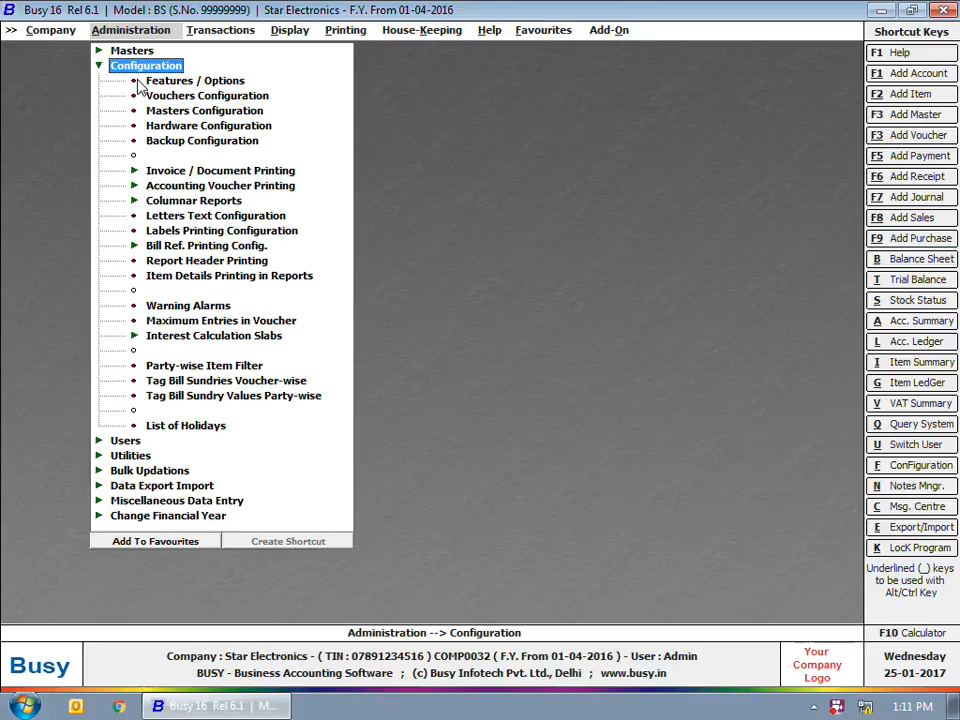 Busy 16 Rel 6.1 | Model : BS (S.No. 99999999) | Star Electronics - F.Y. From 01-04-2016
>> Company Administration Transactions Display Printing House-Keeping Help Favourites Add-On
Masters
Configuration
Features / Options
Vouchers Configuration
Masters Configuration
Hardware Configuration
Backup Configuration
Invoice / Document Printing
Accounting Voucher Printing
Columnar Reports
Letters Text Configuration
Labels Printing Configuration
Bill Ref. Printing Config.
Report Header Printing
Item Details Printing in Reports
Warning Alarms
Maximum Entries in Voucher
Interest Calculation Slabs
Party-wise Item Filter
Tag Bill Sundries Voucher-wise
Tag Bill Sundry Values Party-wise
List of Holidays
Users
Utilities
Bulk Updations
Data Export Import
Miscellaneous Data Entry
Change Financial Year
Add To Favourites Create Shortcut
Shortcut Keys
F1 Help
F1 Add Account
F2 Add Item
F3 Add Master
F3 Add Voucher
F5 Add Payment
F6 Add Receipt
F7 Add Journal
F8 Add Sales
F9 Add Purchase
B Balance Sheet
T Trial Balance
S Stock Status
A Acc. Summary
L Acc. Ledger
I Item Summary
G Item LedGer
V VAT Summary
Q Query System
U Switch User
F ConFiguration
N Notes Mngr.
C Msg. Centre
E Export/Import
K LocK Program
Underlined (_) keys
to be used with
Alt/Ctrl Key
Administration --> Configuration
F10 Calculator
Busy
Company : Star Electronics - ( TIN : 07891234516 ) COMP0032 ( F.Y. From 01-04-2016 ) - User : Admin
BUSY - Business Accounting Software ; (c) Busy Infotech Pvt. Ltd., Delhi ; www.busy.in
Your
Company
Logo
Wednesday
25-01-2017
Busy 16 Rel 6.1 | M...
1:11 PM